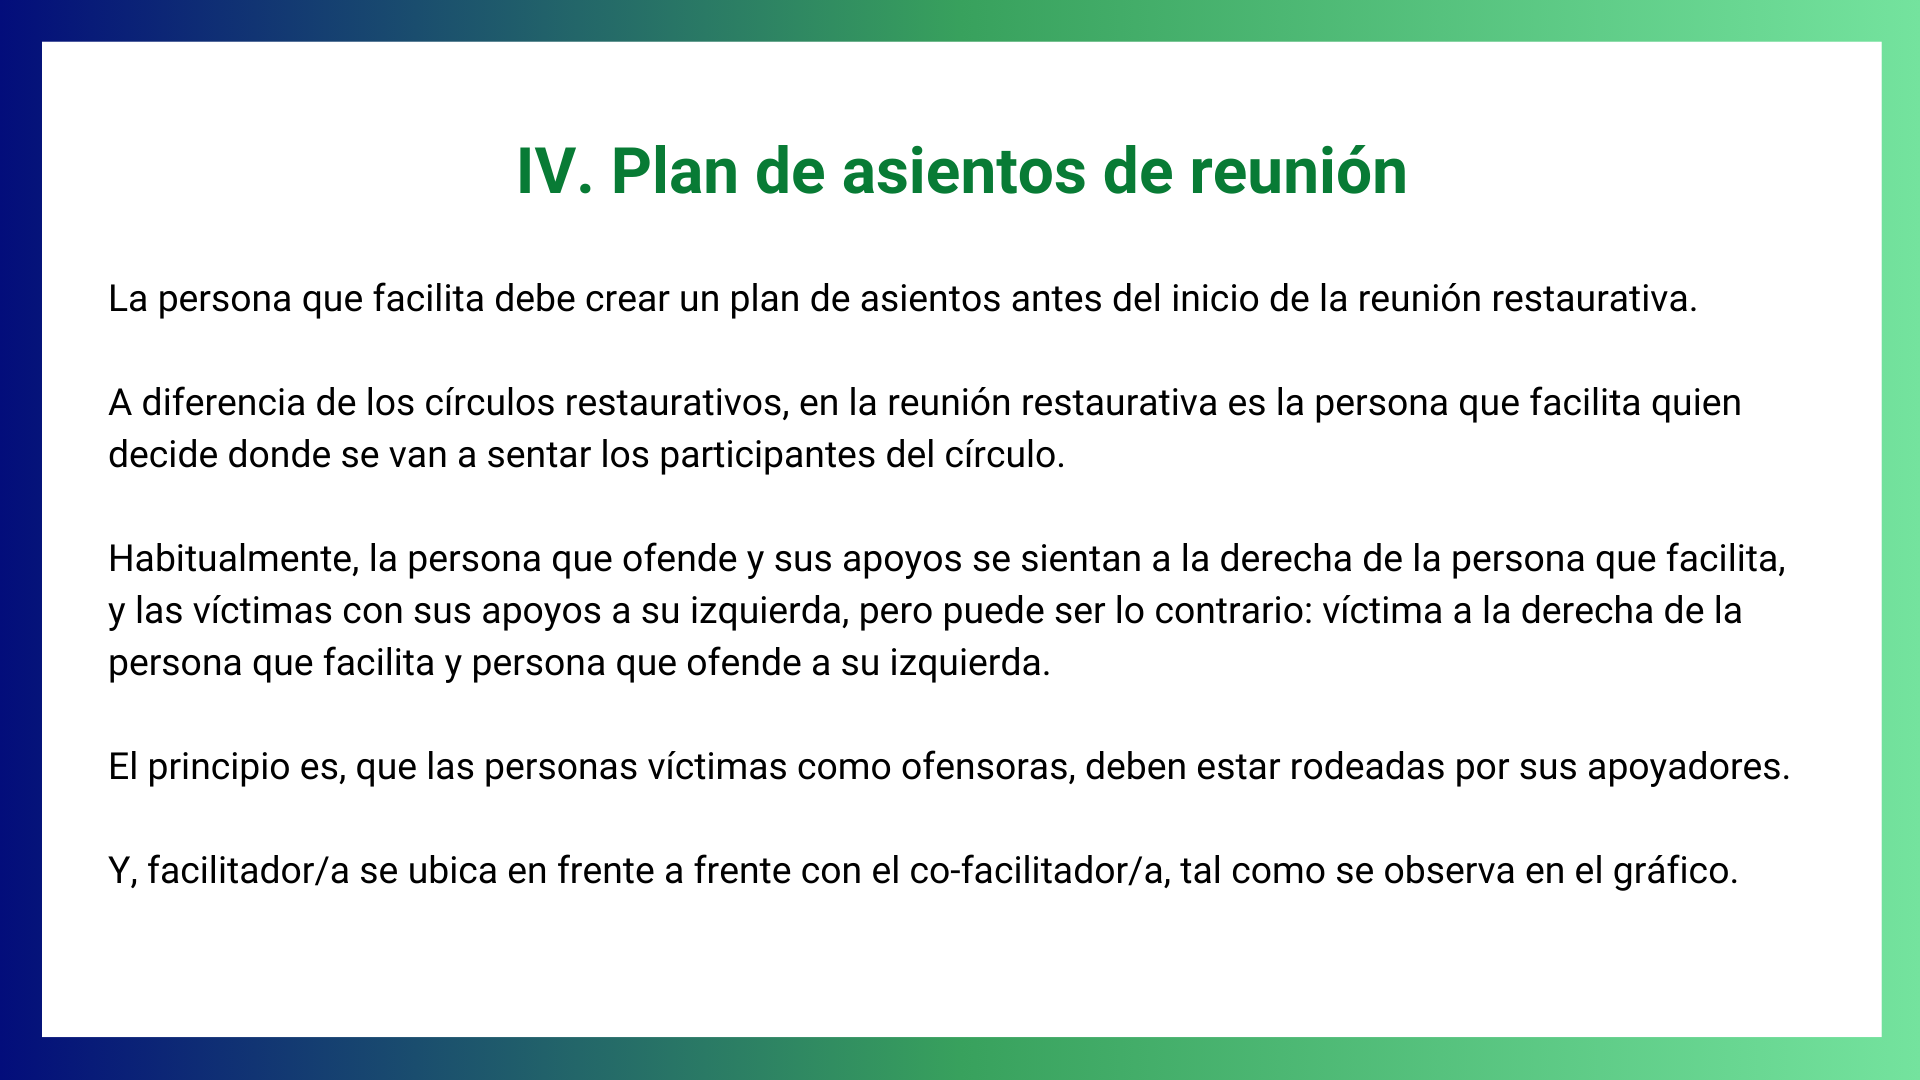 IV. Plan de asientos de reunión
La persona que facilita debe crear un plan de asientos antes del inicio de la reunión restaurativa.
A diferencia de los círculos restaurativos, en la reunión restaurativa es la persona que facilita quien
decide donde se van a sentar los participantes del círculo.
Habitualmente, la persona que ofende y sus apoyos se sientan a la derecha de la persona que facilita,
y las víctimas con sus apoyos a su izquierda, pero puede ser lo contrario: víctima a la derecha de la
persona que facilita y persona que ofende a su izquierda.
El principio es, que las personas víctimas como ofensoras, deben estar rodeadas por sus apoyadores.
Y, facilitador/a se ubica en frente a frente con el co-facilitador/a, tal como se observa en el gráfico.